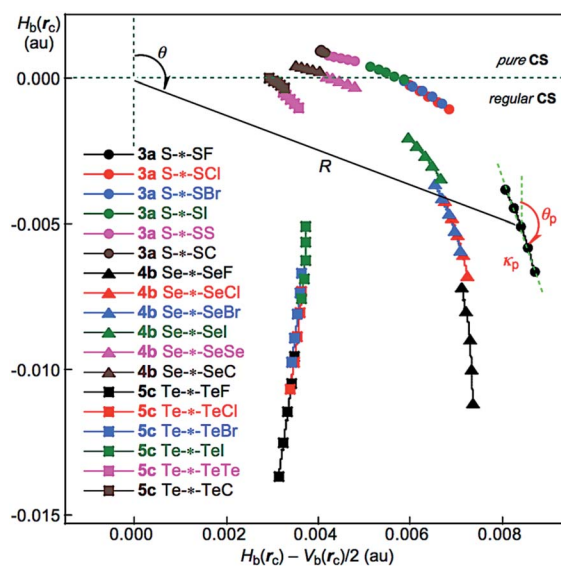 H_b(r_c)
(au)
θ
pure CS
0.000
regular CS
R
θ_p
κ_p
3a S-*-SF
3a S-*-SCl
3a S-*-SBr
3a S-*-SI
3a S-*-SS
3a S-*-SC
4b Se-*-SeF
4b Se-*-SeCl
4b Se-*-SeBr
4b Se-*-SeI
4b Se-*-SeSe
4b Se-*-SeC
5c Te-*-TeF
5c Te-*-TeCl
5c Te-*-TeBr
5c Te-*-TeI
5c Te-*-TeTe
5c Te-*-TeC
-0.005
-0.010
-0.015
0.000 0.002 0.004 0.006 0.008
H_b(r_c) – V_b(r_c)/2 (au)